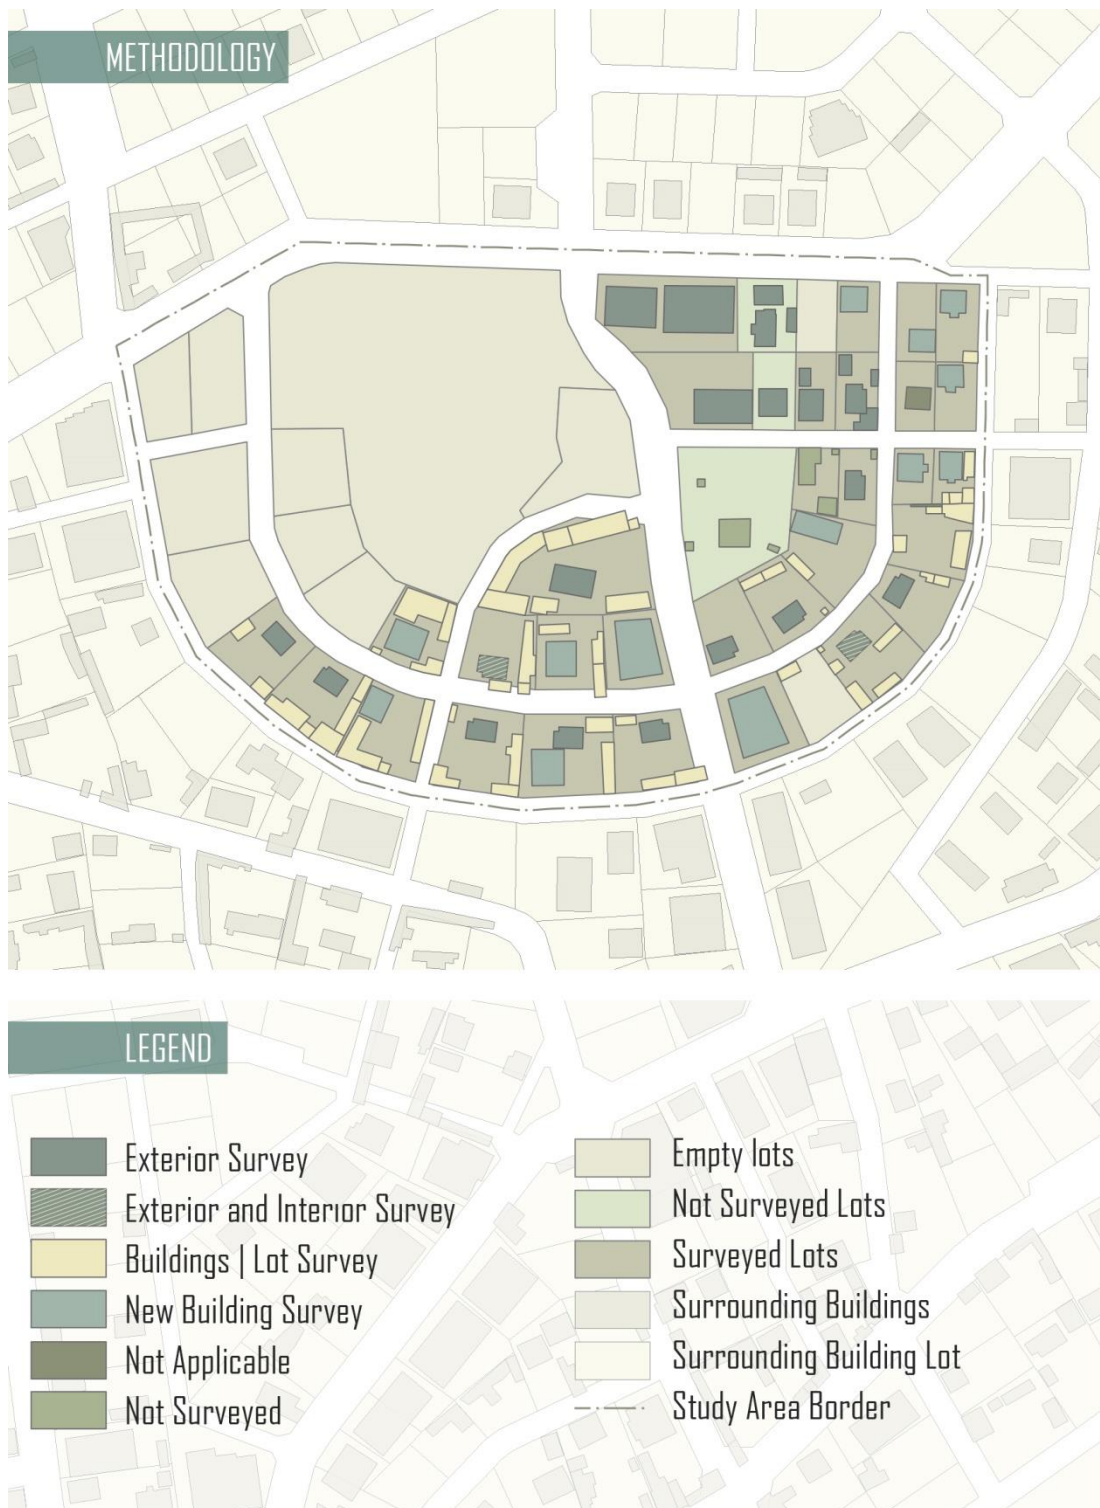 METHODOLOGY
LEGEND
Exterior Survey
Exterior and Interior Survey
Buildings | Lot Survey
New Building Survey
Not Applicable
Not Surveyed
Empty lots
Not Surveyed Lots
Surveyed Lots
Surrounding Buildings
Surrounding Building Lot
Study Area Border